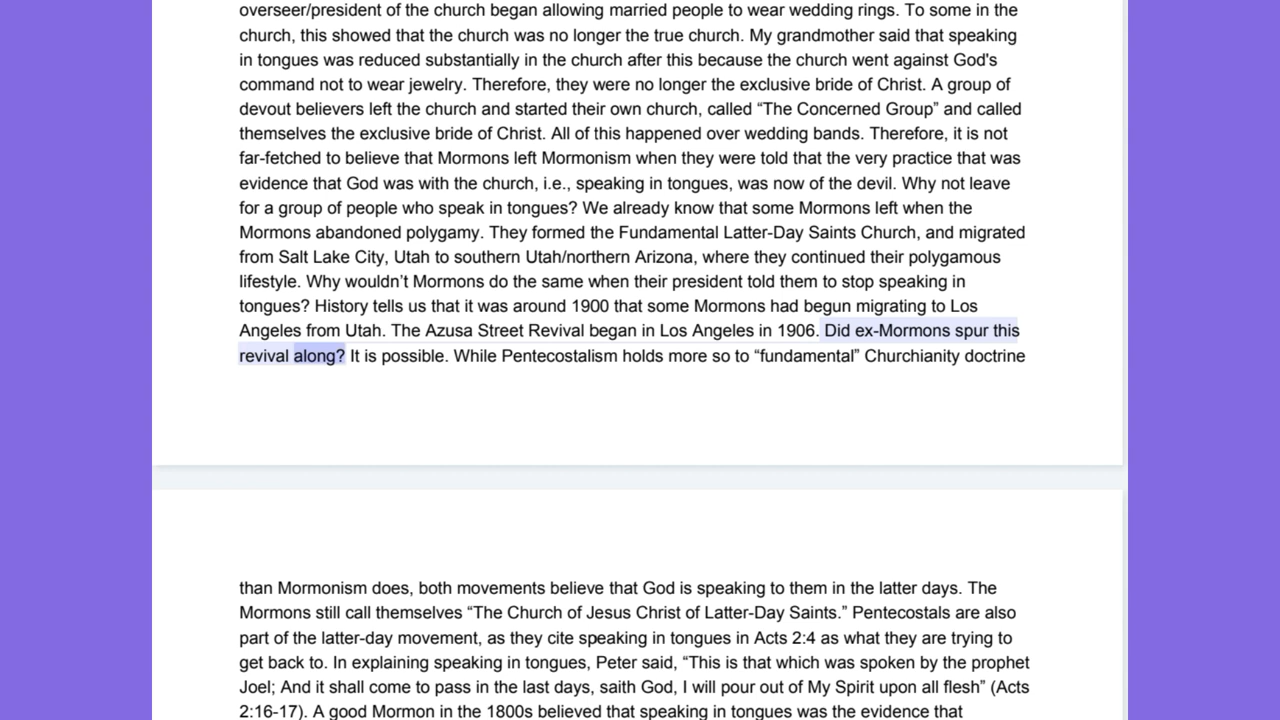 overseer/president of the church began allowing married people to wear wedding rings. To some in the
church, this showed that the church was no longer the true church. My grandmother said that speaking
in tongues was reduced substantially in the church after this because the church went against God's
command not to wear jewelry. Therefore, they were no longer the exclusive bride of Christ. A group of
devout believers left the church and started their own church, called “The Concerned Group” and called
themselves the exclusive bride of Christ. All of this happened over wedding bands. Therefore, it is not
far-fetched to believe that Mormons left Mormonism when they were told that the very practice that was
evidence that God was with the church, i.e., speaking in tongues, was now of the devil. Why not leave
for a group of people who speak in tongues? We already know that some Mormons left when the
Mormons abandoned polygamy. They formed the Fundamental Latter-Day Saints Church, and migrated
from Salt Lake City, Utah to southern Utah/northern Arizona, where they continued their polygamous
lifestyle. Why wouldn’t Mormons do the same when their president told them to stop speaking in
tongues? History tells us that it was around 1900 that some Mormons had begun migrating to Los
Angeles from Utah. The Azusa Street Revival began in Los Angeles in 1906. Did ex-Mormons spur this
revival along? It is possible. While Pentecostalism holds more so to “fundamental” Churchianity doctrine
than Mormonism does, both movements believe that God is speaking to them in the latter days. The
Mormons still call themselves “The Church of Jesus Christ of Latter-Day Saints.” Pentecostals are also
part of the latter-day movement, as they cite speaking in tongues in Acts 2:4 as what they are trying to
get back to. In explaining speaking in tongues, Peter said, “This is that which was spoken by the prophet
Joel; And it shall come to pass in the last days, saith God, I will pour out of My Spirit upon all flesh” (Acts
2:16-17). A good Mormon in the 1800s believed that speaking in tongues was the evidence that